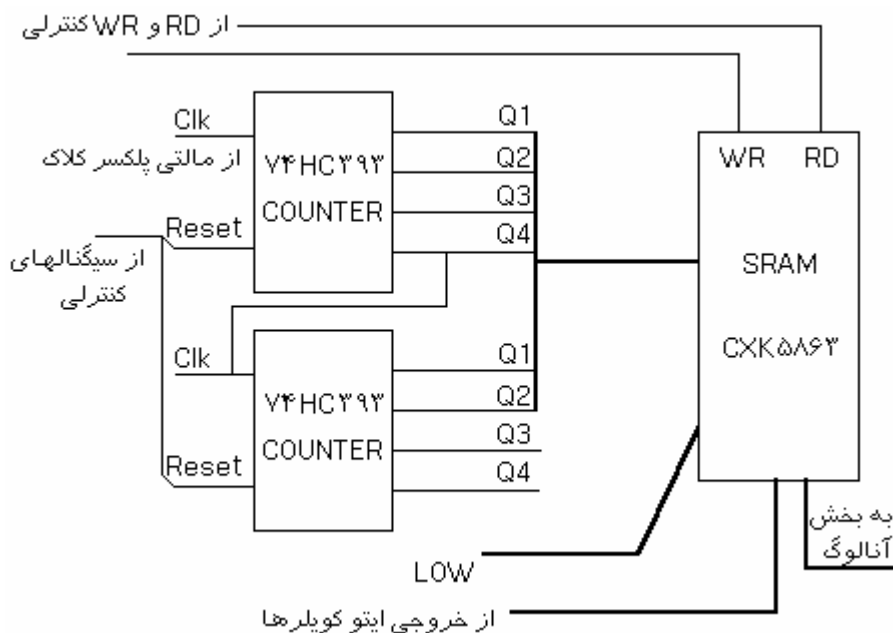 از RD و WR کنترلی
Clk
از مالتی پلکسر کلاک
Reset
از سیگنالهای
کنترلی
۷۴HC۳۹۳
COUNTER
Q1
Q2
Q3
Q4
Clk
Reset
۷۴HC۳۹۳
COUNTER
Q1
Q2
Q3
Q4
WR RD
SRAM
CXK۵۸۶۳
LOW
به بخش
آنالوگ
از خروجی ایتو کوپلرها